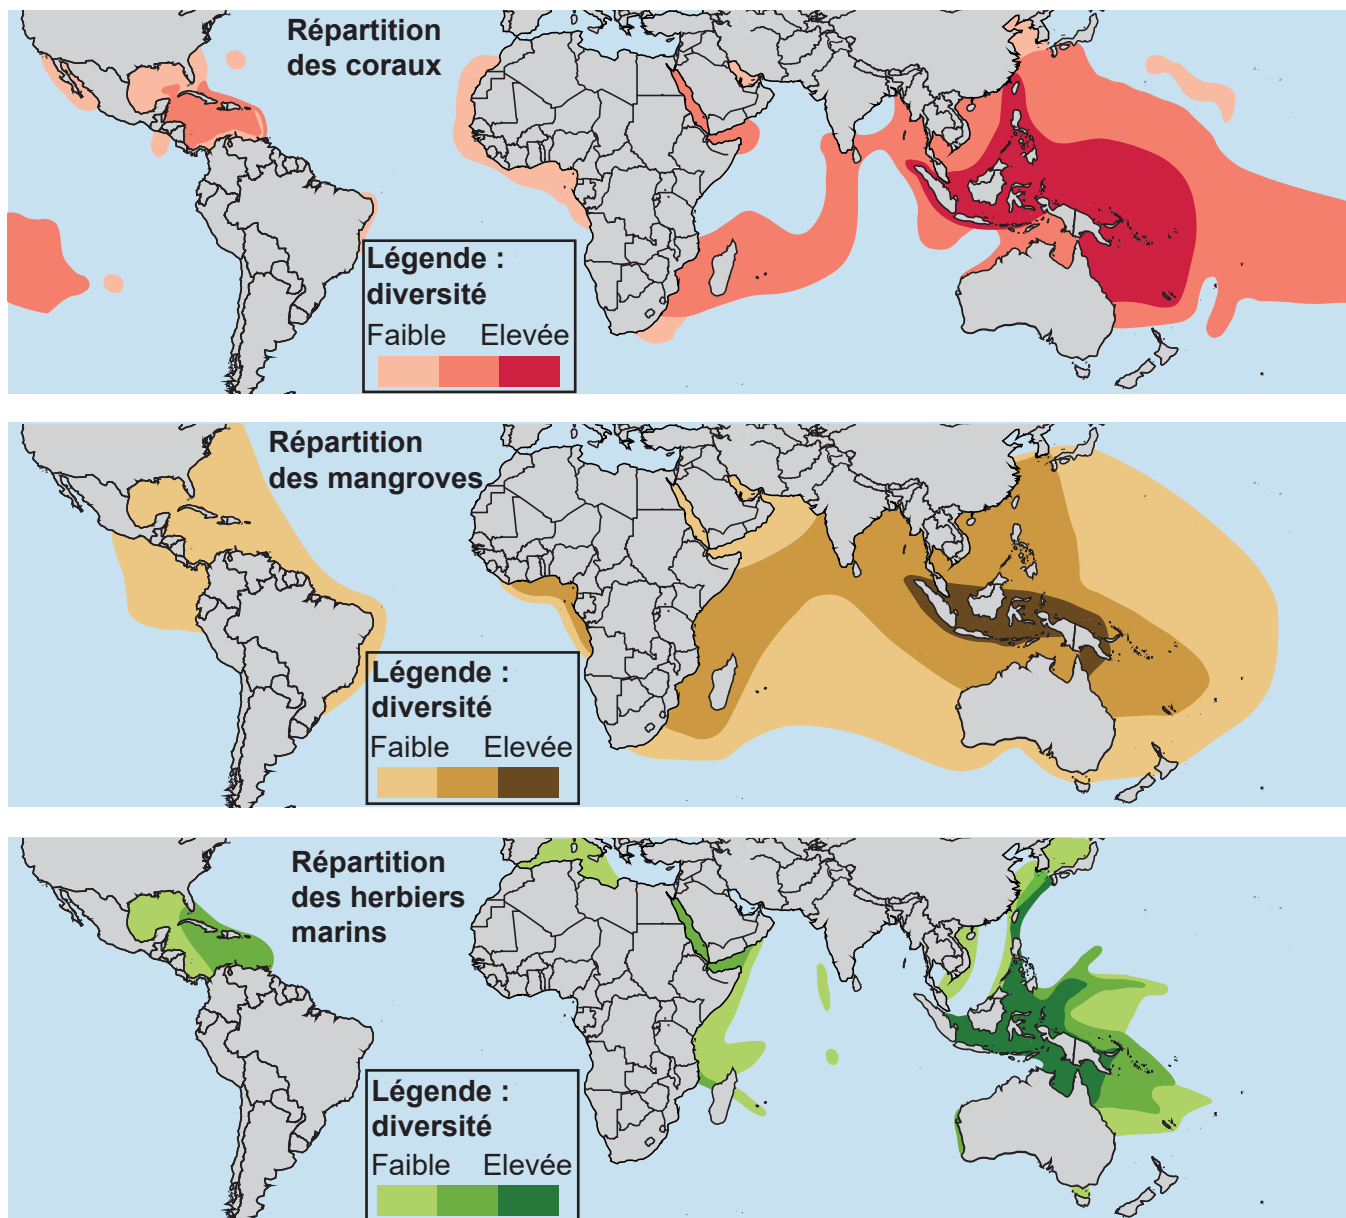 Répartition
des coraux
Légende :
diversité
Faible Elevée
Répartition
des mangroves
Légende :
diversité
Faible Elevée
Répartition
des herbiers
marins
Légende :
diversité
Faible Elevée